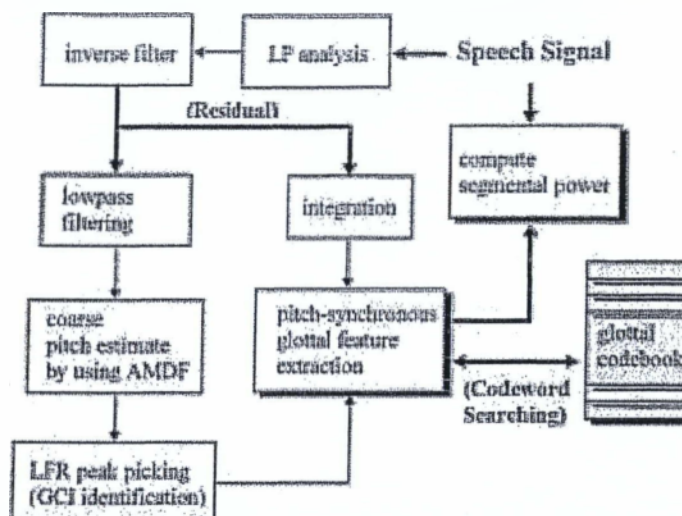 inverse filter
LP analysis
Speech Signal
(Residual)
compute
segmental power
lowpass
filtering
integration
coarse
pitch estimate
by using AMDF
pitch-synchronous
glottal feature
extraction
glottal
codebook
(Codeword
Searching)
LFR peak picking
(GCI identification)